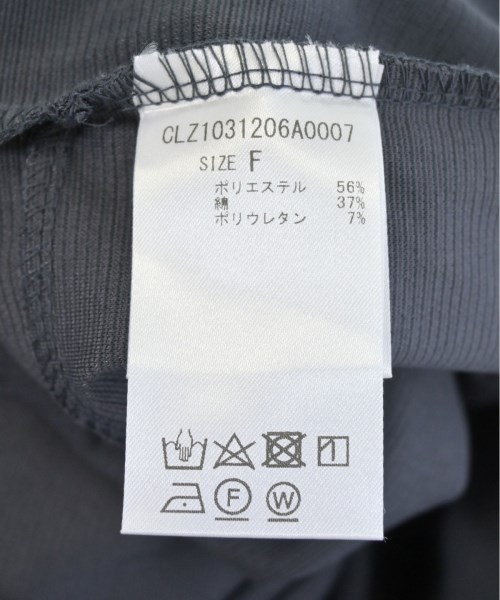 CLZ1031206A0007
SIZE F
ポリエステル 56%
綿 37%
ポリウレタン 7%
F W